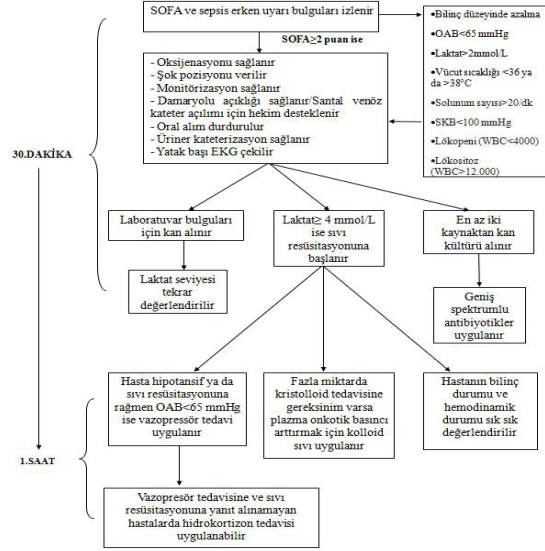 SOFA ve sepsis erken uyarı bulguları izlenir
SOFA≥2 puan ise
•Bilinç düzeyinde azalma
•OAB<65 mmHg
•Laktat>2mmol/L
•Vücut sıcaklığı <36 ya
da >38°C
•Solunum sayısı>20/dk
•SKB<100 mmHg
•Lökopeni (WBC<4000)
•Lökositoz
(WBC>12.000)
- Oksijenasyonu sağlanır
- Şok pozisyonu verilir
- Monitörizasyon sağlanır
- Damaryolu açıklığı sağlanır/Santal venöz
kateter açılımı için hekim desteklenir
- Oral alım durdurulur
- Üriner kateterizasyon sağlanır
- Yatak başı EKG çekilir
30.DAKİKA
Laboratuvar bulguları
için kan alınır
Laktat≥ 4 mmol/L
ise sıvı
resüsitasyonuna
başlanır
En az iki
kaynaktan kan
kültürü alınır
Laktat seviyesi
tekrar
değerlendirilir
Geniş
spektrumlu
antibiyotikler
uygulanır
Hasta hipotansif ya da
sıvı resüsitasyonuna
rağmen OAB<65 mmHg
ise vazopressör tedavi
uygulanır
Fazla miktarda
kristolloid tedavisine
gereksinim varsa
plazma onkotik basıncı
arttırmak için kolloid
sıvı uygulanır
Hastanın bilinç
durumu ve
hemodinamik
durumu sık sık
değerlendirilir
1.SAAT
Vazopresör tedavisine ve sıvı
resüsitasyonuna yanıt alınamayan
hastalarda hidrokortizon tedavisi
uygulanabilir